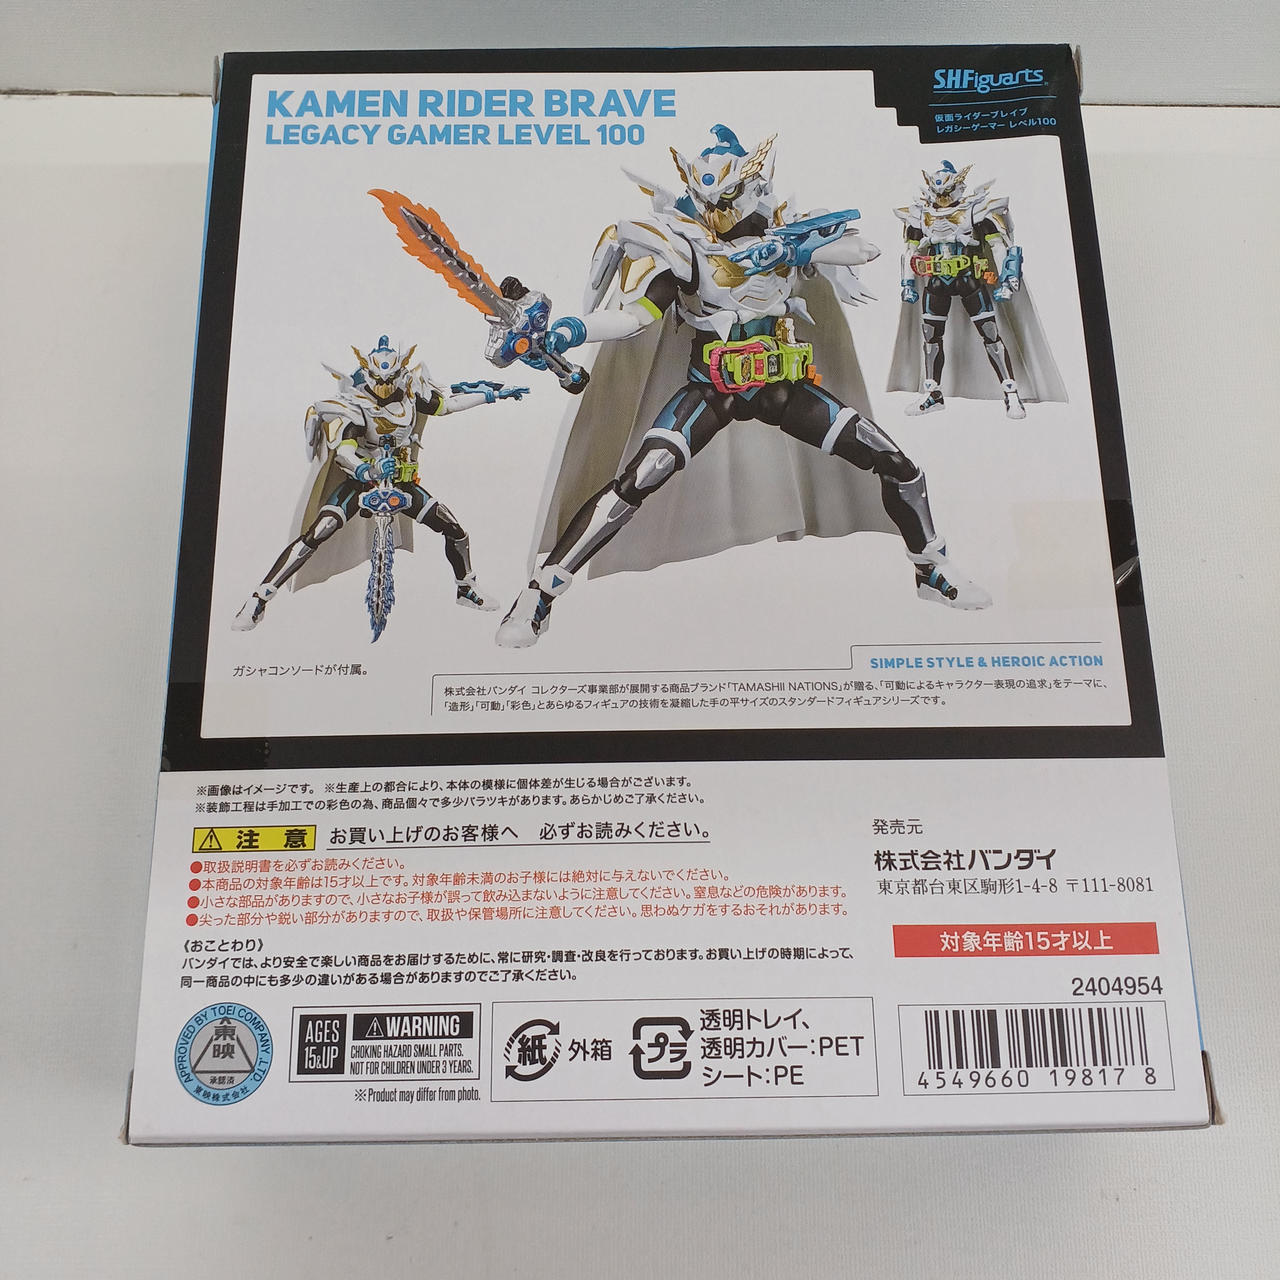 KAMEN RIDER BRAVE
LEGACY GAMER LEVEL 100
S.H.Figuarts
仮面ライダーブレイブ
レガシーゲーマー レベル100
ガシャコンソードが付属。
SIMPLE STYLE & HEROIC ACTION
株式会社バンダイ コレクターズ事業部が展開する商品ブランド「TAMASHII NATIONS」が贈る、「可動によるキャラクター表現の追求」をテーマに、
「造形」「可動」「彩色」とあらゆるフィギュアの技術を凝縮した手の平サイズのスタンダードフィギュアシリーズです。
※画像はイメージです。 ※生産上の都合により、本体の模様に個体差が生じる場合がございます。
※装飾工程は手加工での彩色の為、商品個々で多少バラツキがあります。あらかじめご了承ください。
注 意 お買い上げのお客様へ 必ずお読みください。
●取扱説明書を必ずお読みください。
●本商品の対象年齢は15才以上です。対象年齢未満のお子様には絶対に与えないでください。
●小さな部品がありますので、小さなお子様が誤って飲み込まないように注意してください。窒息などの危険があります。
●尖った部分や鋭い部分がありますので、取扱や保管場所に注意してください。思わぬケガをするおそれがあります。
《おことわり》
バンダイでは、より安全で楽しい商品をお届けするために、常に研究・調査・改良を行っております。お買い上げの時期によって、
同一商品の中にも多少の違いがある場合がありますのでご了承ください。
発売元
株式会社バンダイ
東京都台東区駒形1-4-8 〒111-8081
対象年齢15才以上
2404954
APPROVED BY TOEI COMPANY, LTD.
東映
承認済
東映株式会社
AGES
15&UP
WARNING
CHOKING HAZARD SMALL PARTS.
NOT FOR CHILDREN UNDER 3 YEARS.
※Product may differ from photo.
紙 外箱
プラ
透明トレイ、
透明カバー：PET
シート：PE
4 549660 198178